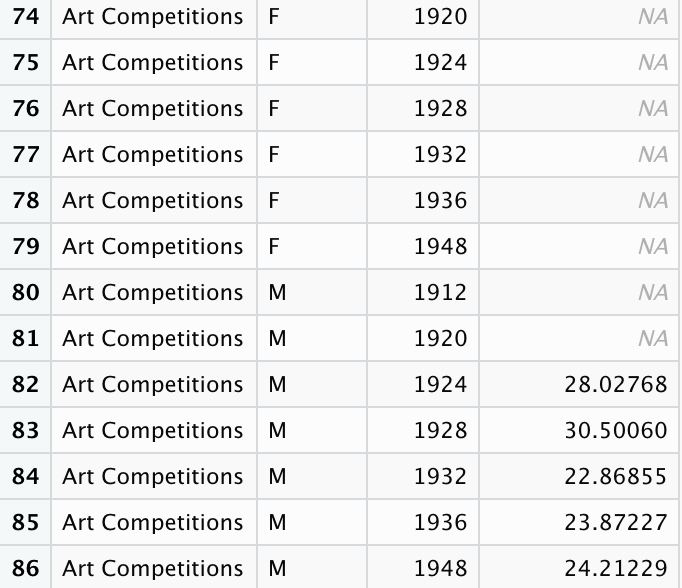 74 Art Competitions F 1920 NA
75 Art Competitions F 1924 NA
76 Art Competitions F 1928 NA
77 Art Competitions F 1932 NA
78 Art Competitions F 1936 NA
79 Art Competitions F 1948 NA
80 Art Competitions M 1912 NA
81 Art Competitions M 1920 NA
82 Art Competitions M 1924 28.02768
83 Art Competitions M 1928 30.50060
84 Art Competitions M 1932 22.86855
85 Art Competitions M 1936 23.87227
86 Art Competitions M 1948 24.21229